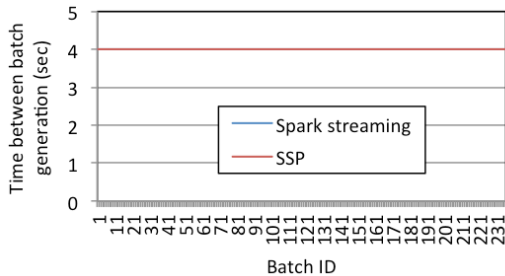 Time between batch
generation (sec)
5
4
3
2
1
0
Spark streaming
SSP
1 11 21 31 41 51 61 71 81 91 101 111 121 131 141 151 161 171 181 191 201 211 221 231
Batch ID